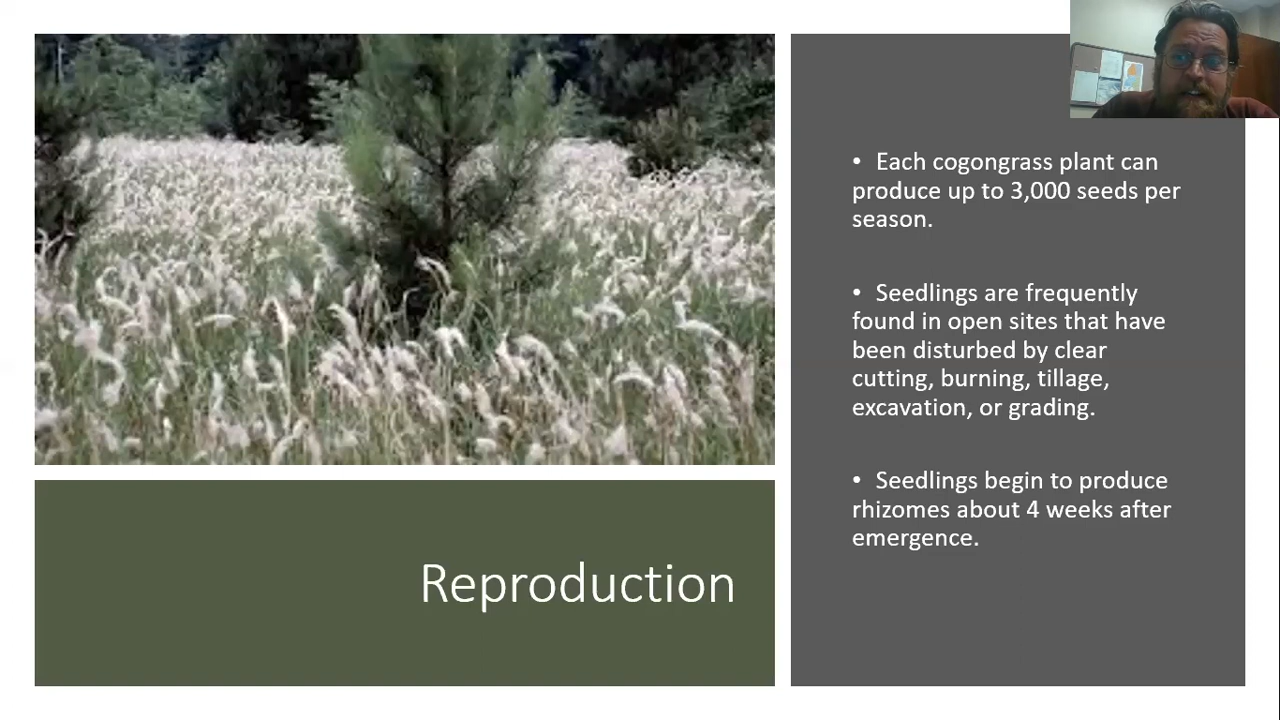 • Each cogongrass plant can
produce up to 3,000 seeds per
season.
• Seedlings are frequently
found in open sites that have
been disturbed by clear
cutting, burning, tillage,
excavation, or grading.
• Seedlings begin to produce
rhizomes about 4 weeks after
emergence.
Reproduction